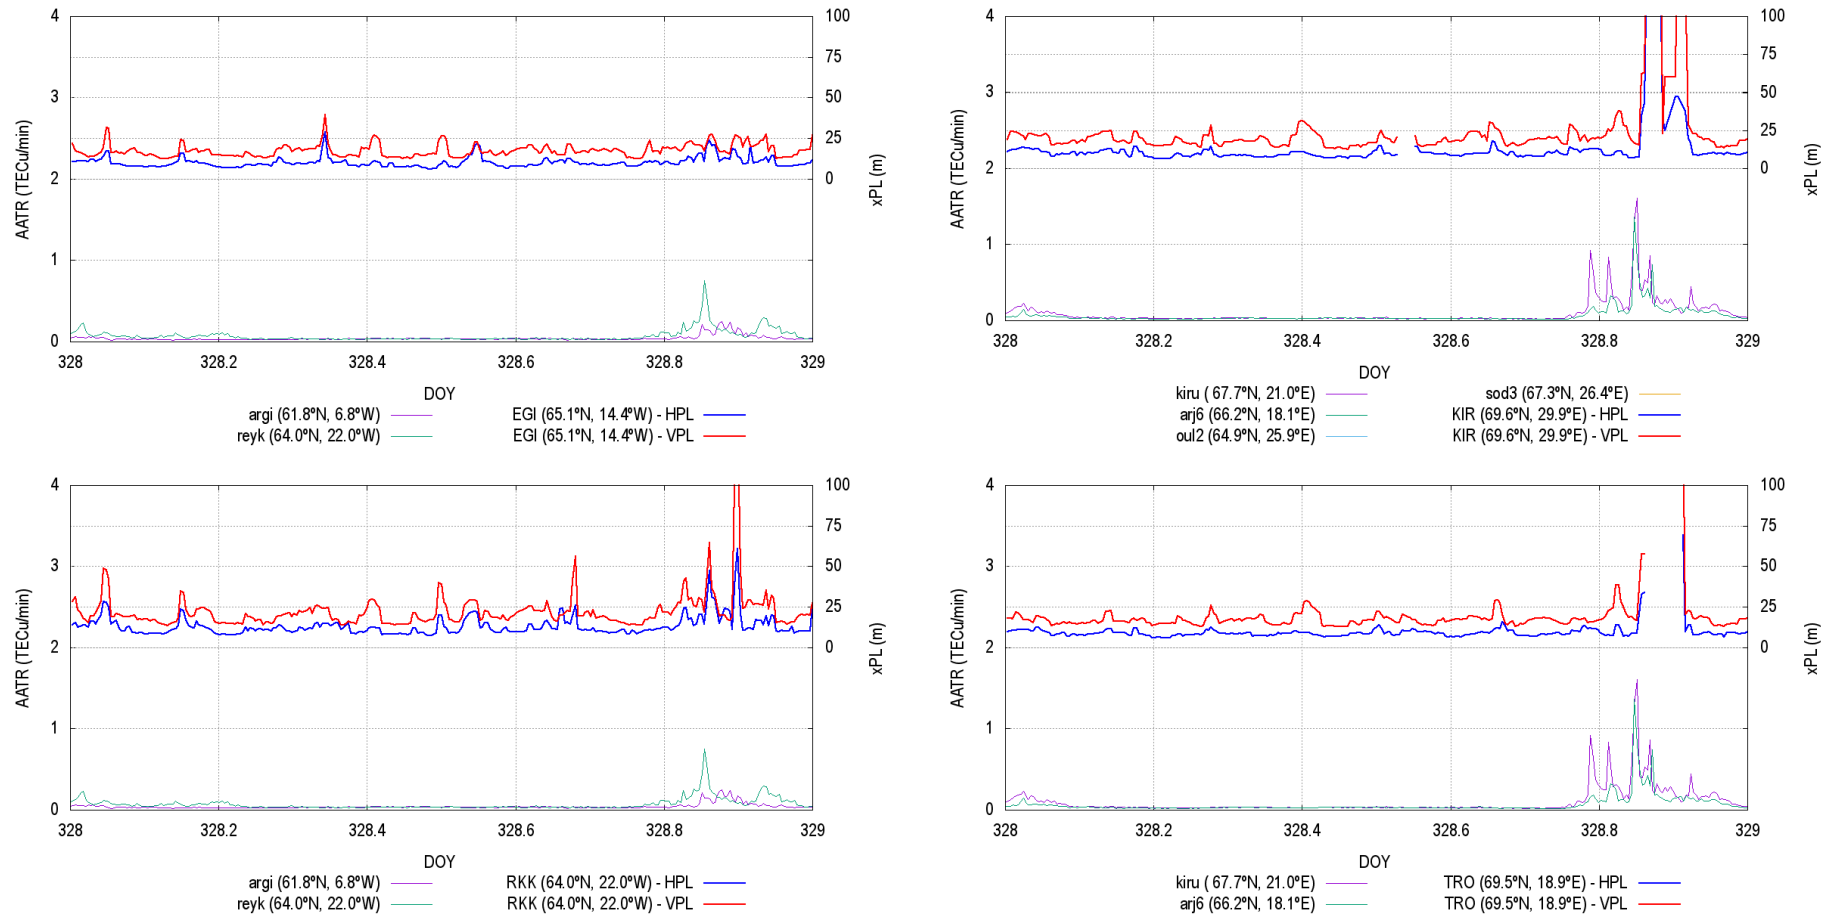 4 100
75
3 50
25
2 0
1
0
328 328.2 328.4 328.6 328.8 329
AATR (TECu/min)
xPL (m)
DOY
argi (61.8ºN, 6.8ºW) EGI (65.1ºN, 14.4ºW) - HPL
reyk (64.0ºN, 22.0ºW) EGI (65.1ºN, 14.4ºW) - VPL
4 100
75
3 50
25
2 0
1
0
328 328.2 328.4 328.6 328.8 329
AATR (TECu/min)
xPL (m)
DOY
kiru ( 67.7ºN, 21.0ºE) sod3 (67.3ºN, 26.4ºE)
arj6 (66.2ºN, 18.1ºE) KIR (69.6ºN, 29.9ºE) - HPL
oul2 (64.9ºN, 25.9ºE) KIR (69.6ºN, 29.9ºE) - VPL
4 100
75
3 50
25
2 0
1
0
328 328.2 328.4 328.6 328.8 329
AATR (TECu/min)
xPL (m)
DOY
argi (61.8ºN, 6.8ºW) RKK (64.0ºN, 22.0ºW) - HPL
reyk (64.0ºN, 22.0ºW) RKK (64.0ºN, 22.0ºW) - VPL
4 100
75
3 50
25
2 0
1
0
328 328.2 328.4 328.6 328.8 329
AATR (TECu/min)
xPL (m)
DOY
kiru ( 67.7ºN, 21.0ºE) TRO (69.5ºN, 18.9ºE) - HPL
arj6 (66.2ºN, 18.1ºE) TRO (69.5ºN, 18.9ºE) - VPL